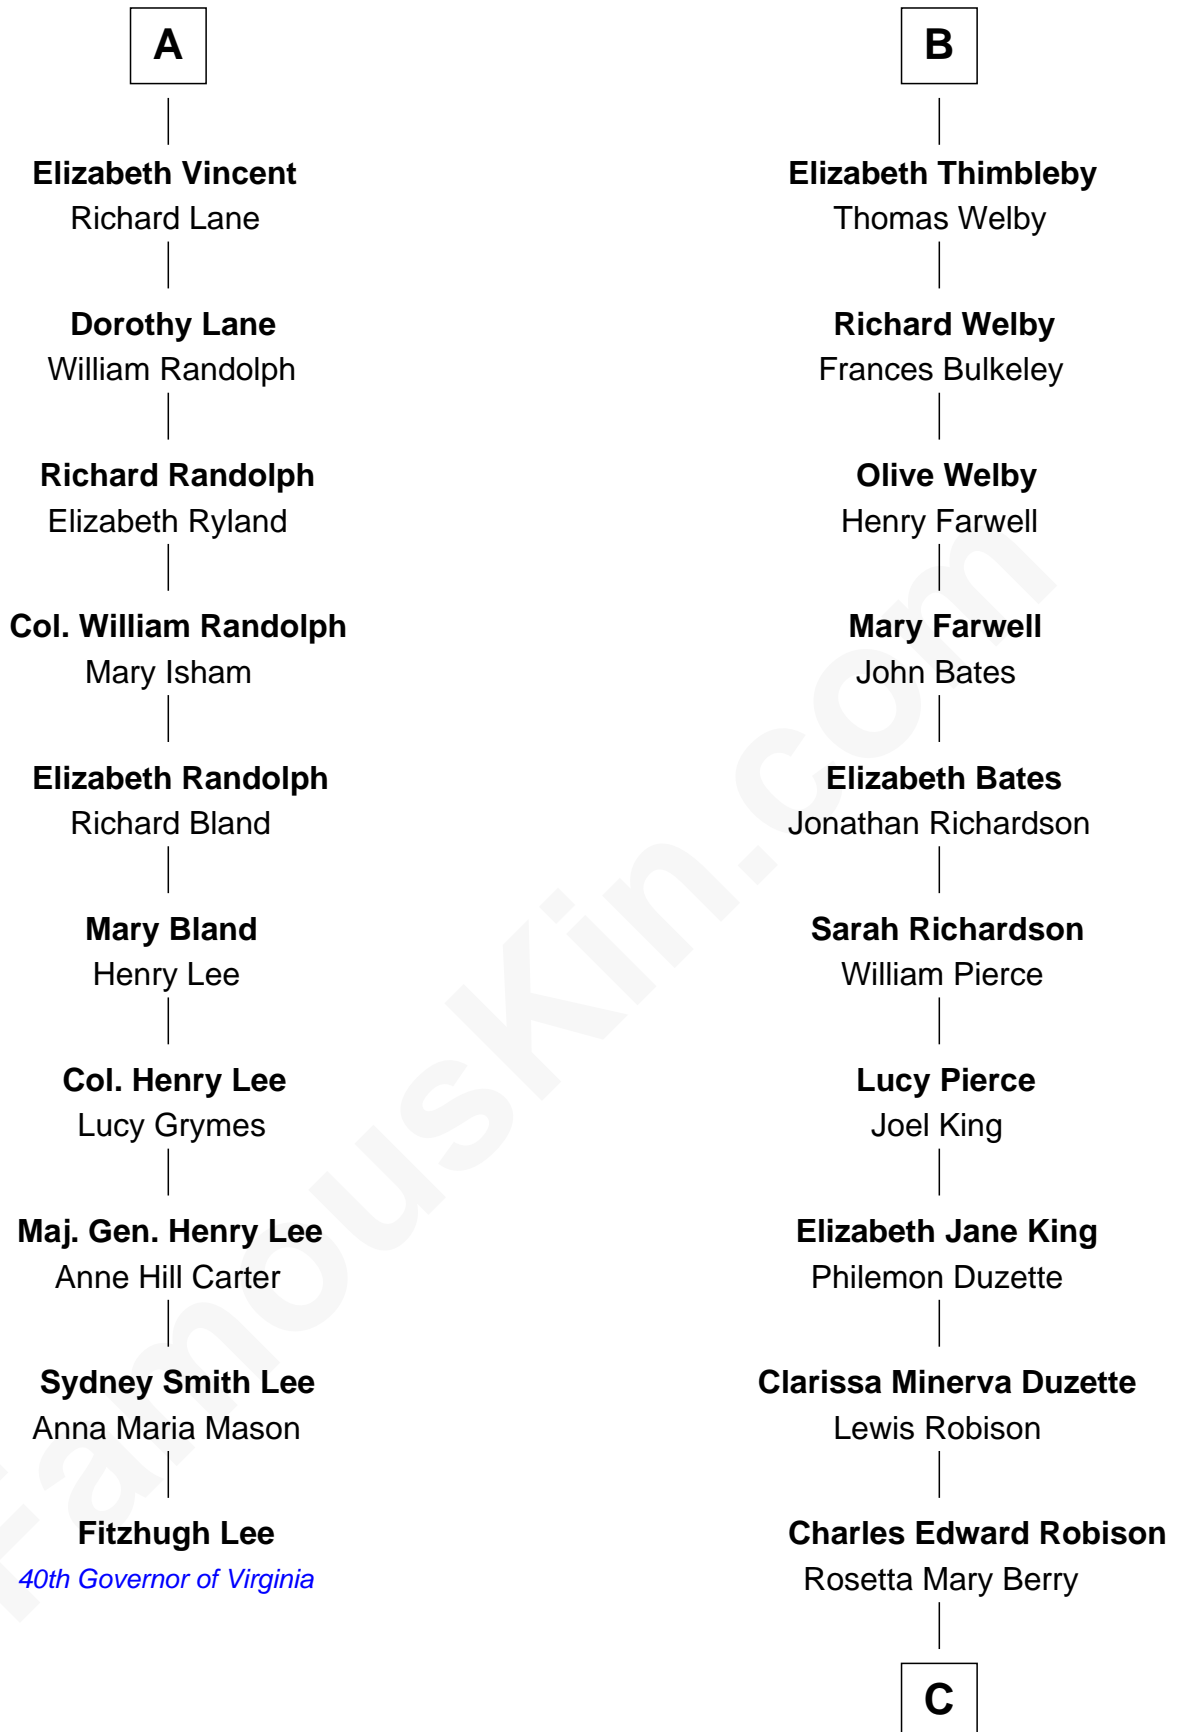 A
Elizabeth Vincent
Richard Lane
Dorothy Lane
William Randolph
Richard Randolph
Elizabeth Ryland
Col. William Randolph
Mary Isham
Elizabeth Randolph
Richard Bland
Mary Bland
Henry Lee
Col. Henry Lee
Lucy Grymes
Maj. Gen. Henry Lee
Anne Hill Carter
Sydney Smith Lee
Anna Maria Mason
Fitzhugh Lee
40th Governor of Virginia
B
Elizabeth Thimbleby
Thomas Welby
Richard Welby
Frances Bulkeley
Olive Welby
Henry Farwell
Mary Farwell
John Bates
Elizabeth Bates
Jonathan Richardson
Sarah Richardson
William Pierce
Lucy Pierce
Joel King
Elizabeth Jane King
Philemon Duzette
Clarissa Minerva Duzette
Lewis Robison
Charles Edward Robison
Rosetta Mary Berry
C
FamousKin.com